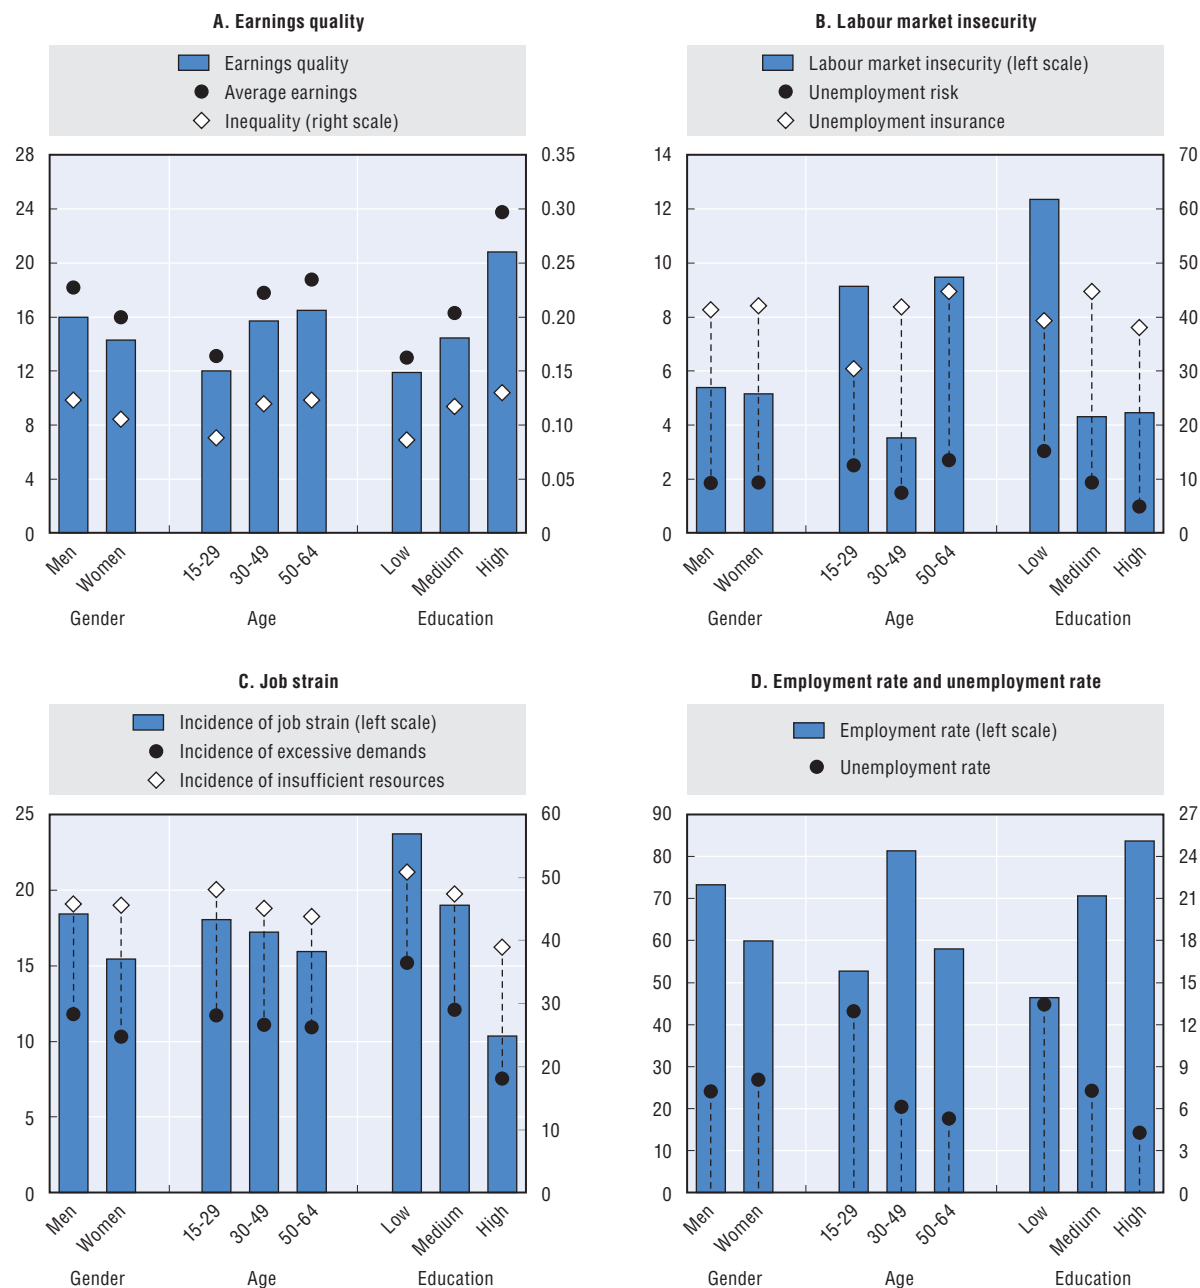 A. Earnings quality
Earnings quality
Average earnings
Inequality (right scale)
28
24
20
16
12
8
4
0
0.35
0.30
0.25
0.20
0.15
0.10
0.05
0
Men
Women
15-29
30-49
50-64
Low
Medium
High
Gender
Age
Education
B. Labour market insecurity
Labour market insecurity (left scale)
Unemployment risk
Unemployment insurance
14
12
10
8
6
4
2
0
70
60
50
40
30
20
10
0
Men
Women
15-29
30-49
50-64
Low
Medium
High
Gender
Age
Education
C. Job strain
Incidence of job strain (left scale)
Incidence of excessive demands
Incidence of insufficient resources
25
20
15
10
5
0
60
50
40
30
20
10
0
Men
Women
15-29
30-49
50-64
Low
Medium
High
Gender
Age
Education
D. Employment rate and unemployment rate
Employment rate (left scale)
Unemployment rate
90
80
70
60
50
40
30
20
10
0
27
24
21
18
15
12
9
6
3
0
Men
Women
15-29
30-49
50-64
Low
Medium
High
Gender
Age
Education